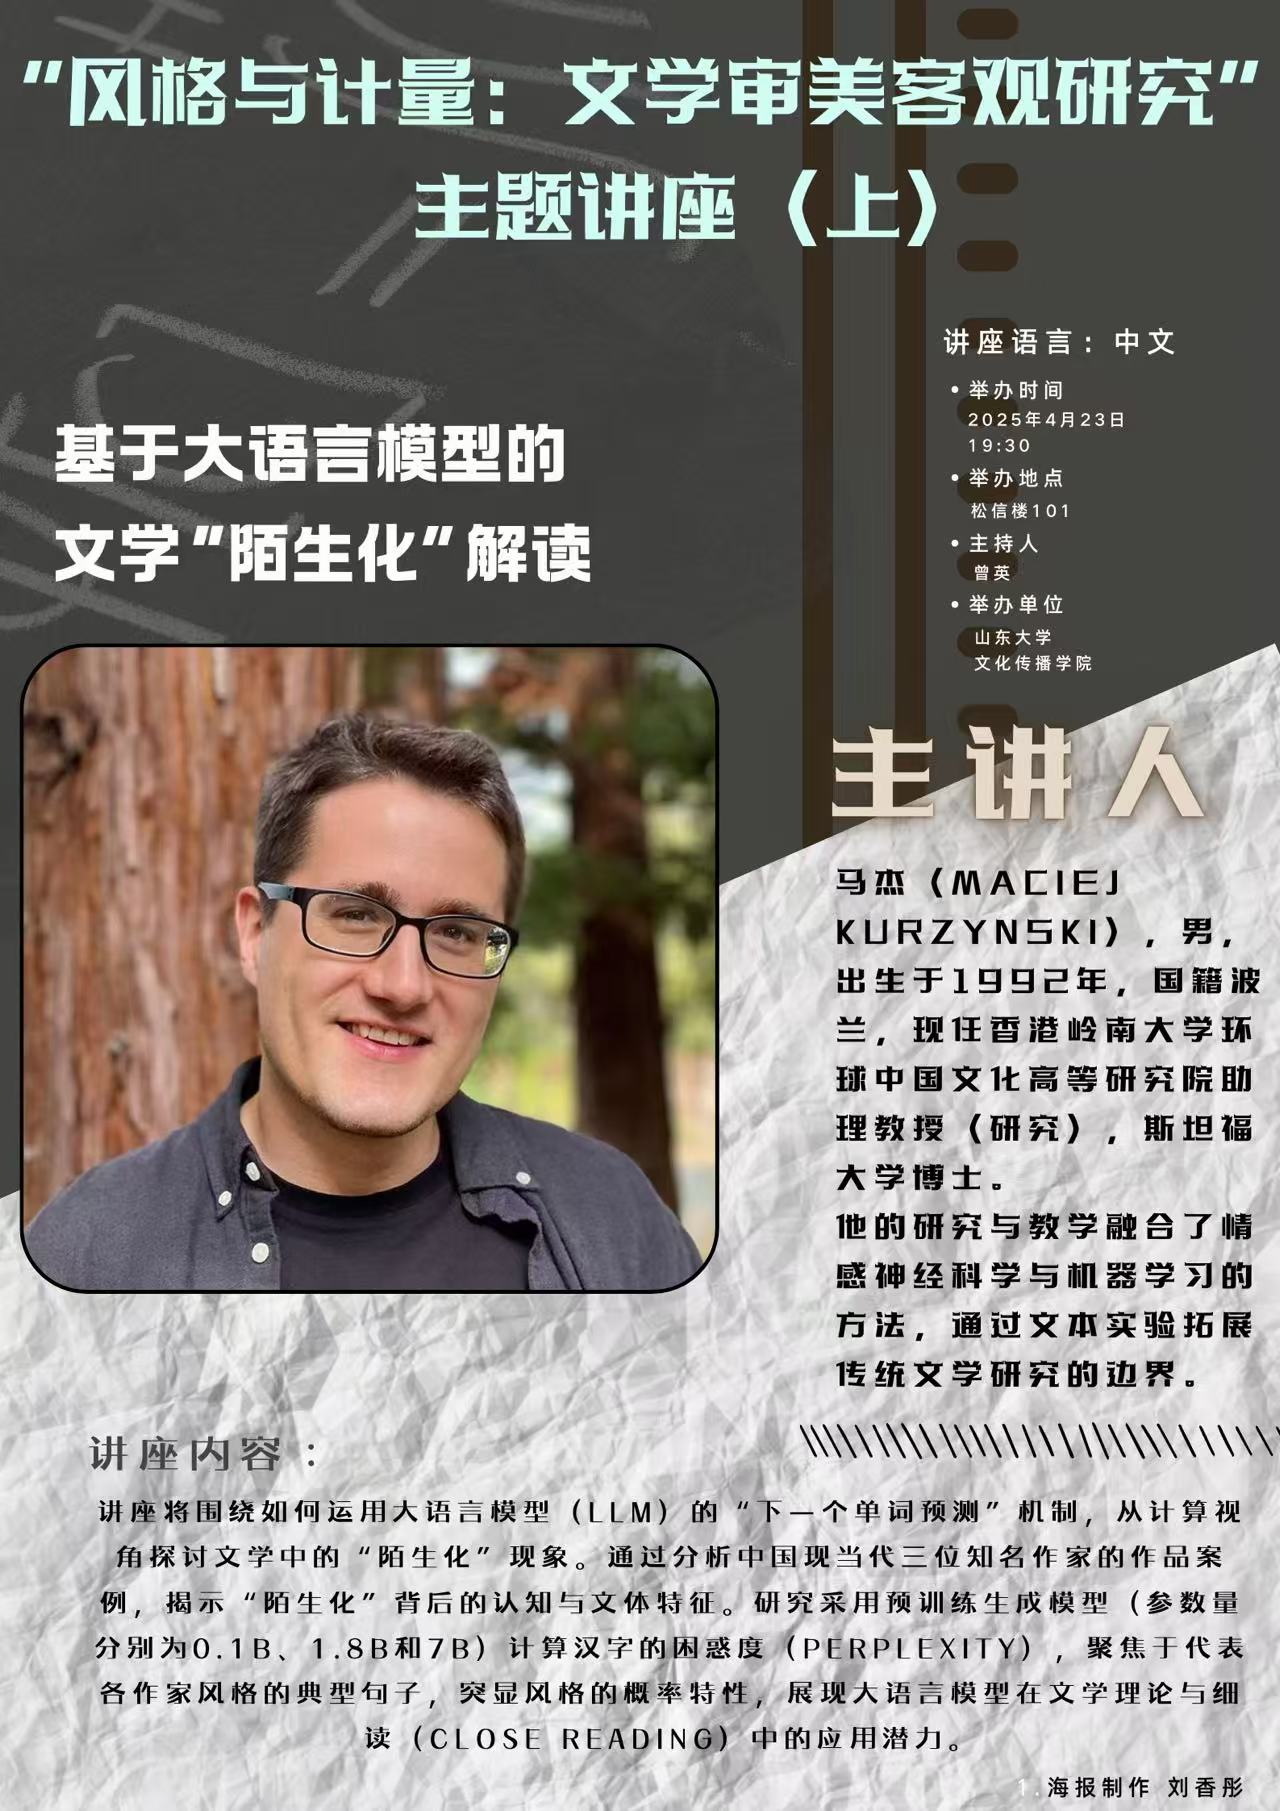 “风格与计量：文学审美客观研究”
主题讲座（上）
讲座语言：中文
• 举办时间
2025年4月23日
19:30
• 举办地点
松信楼101
• 主持人
曾英
• 举办单位
山东大学
文化传播学院
基于大语言模型的
文学“陌生化”解读
主讲人
马杰（MACIEJ
KURZYNSKI），男，
出生于1992年，国籍波
兰，现任香港岭南大学环
球中国文化高等研究院助
理教授（研究），斯坦福
大学博士。
他的研究与教学融合了情
感神经科学与机器学习的
方法，通过文本实验拓展
传统文学研究的边界。
讲座内容：
讲座将围绕如何运用大语言模型（LLM）的“下一个单词预测”机制，从计算视
角探讨文学中的“陌生化”现象。通过分析中国现当代三位知名作家的作品案
例，揭示“陌生化”背后的认知与文体特征。研究采用预训练生成模型（参数量
分别为0.1B、1.8B和7B）计算汉字的困惑度（PERPLEXITY），聚焦于代表
各作家风格的典型句子，突显风格的概率特性，展现大语言模型在文学理论与细
读（CLOSE READING）中的应用潜力。
1.海报制作 刘香彤